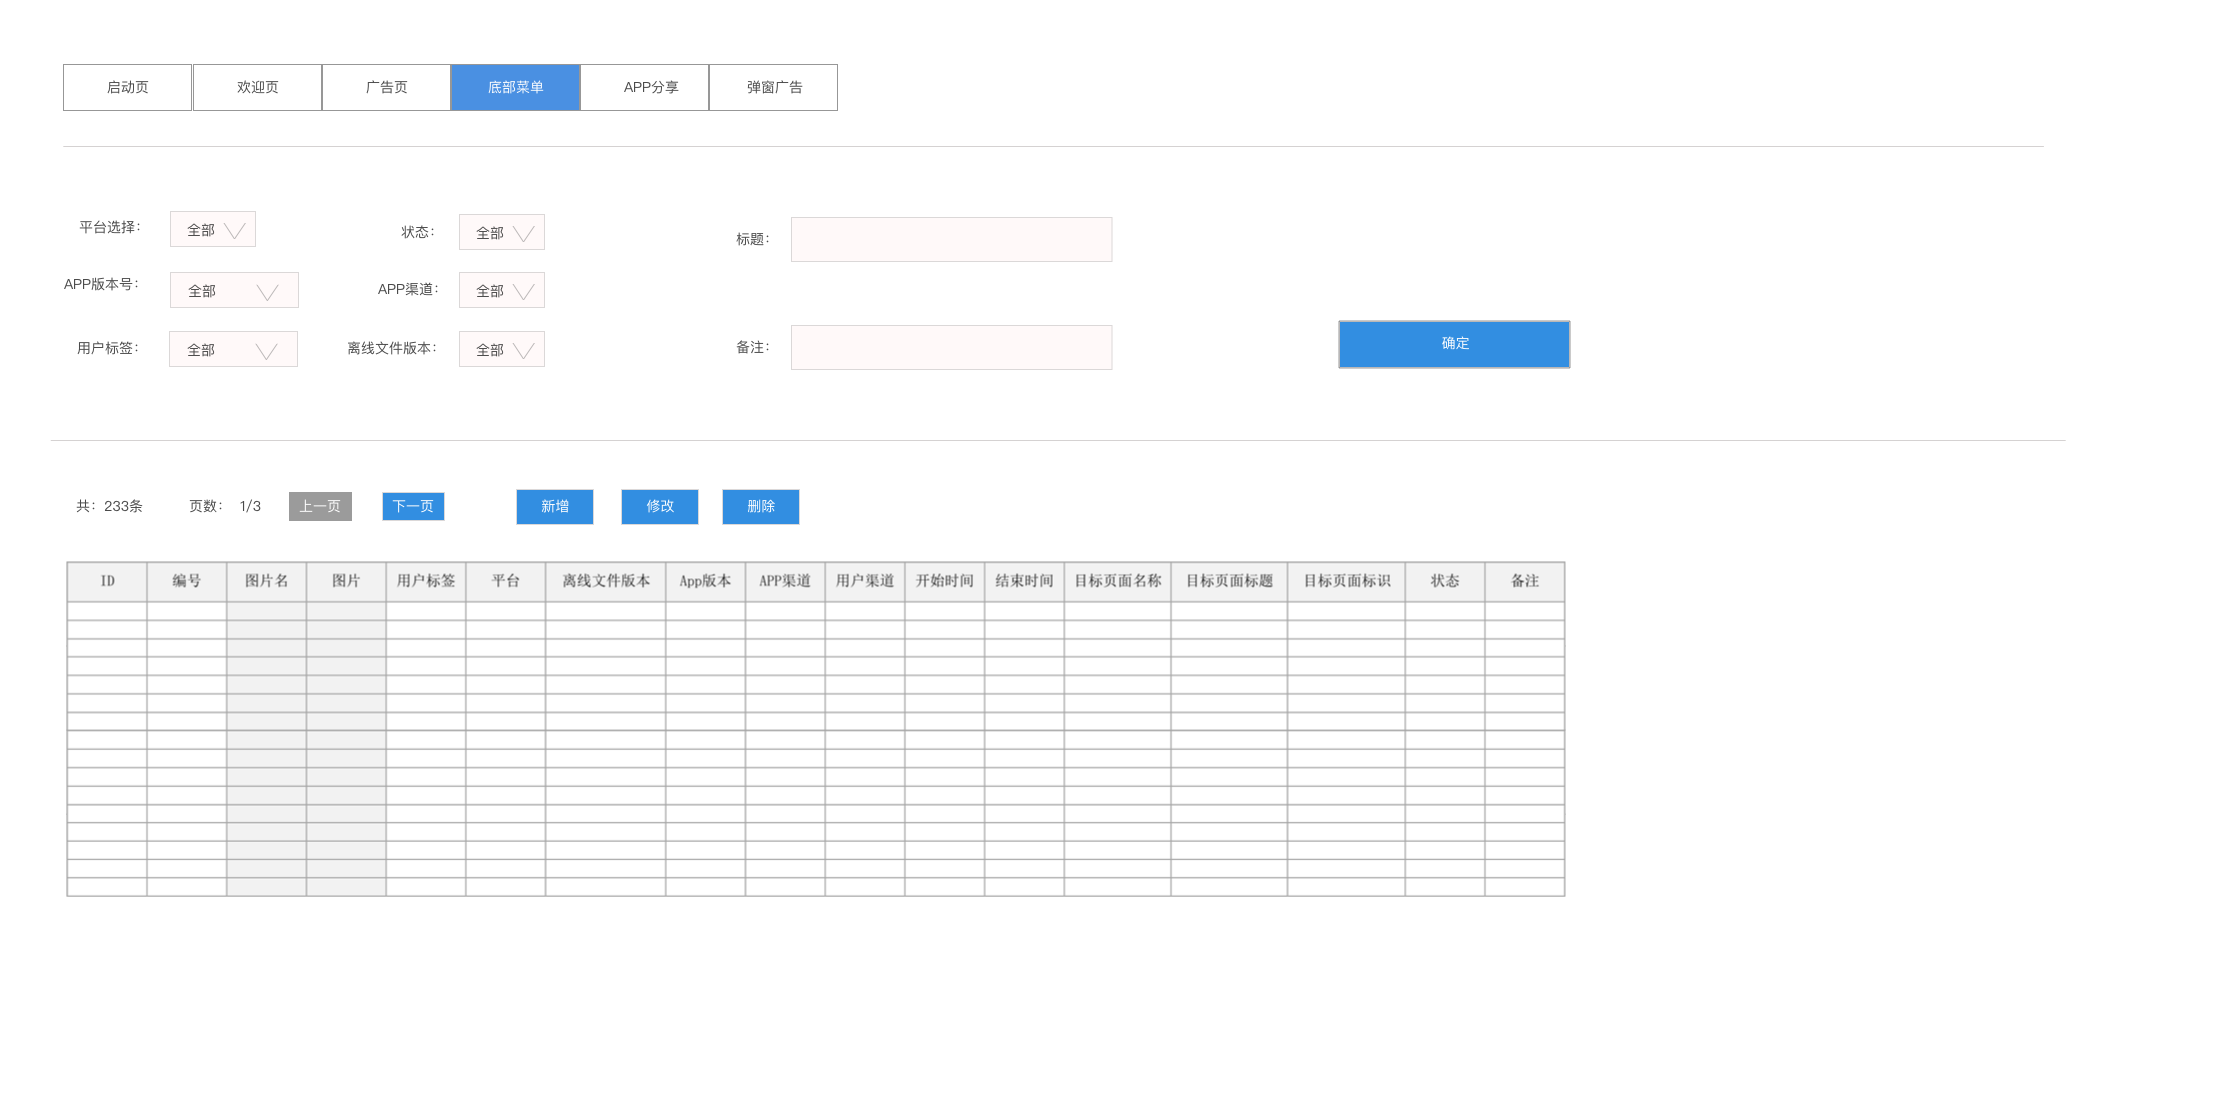 启动页 欢迎页 广告页 底部菜单 APP分享 弹窗广告
平台选择： 全部 状态： 全部 标题：
APP版本号： 全部 APP渠道： 全部
用户标签： 全部 离线文件版本： 全部 备注： 确定
共：233条 页数： 1/3 上一页 下一页 新增 修改 删除
ID 编号 图片名 图片 用户标签 平台 离线文件版本 App版本 APP渠道 用户渠道 开始时间 结束时间 目标页面名称 目标页面标题 目标页面标识 状态 备注